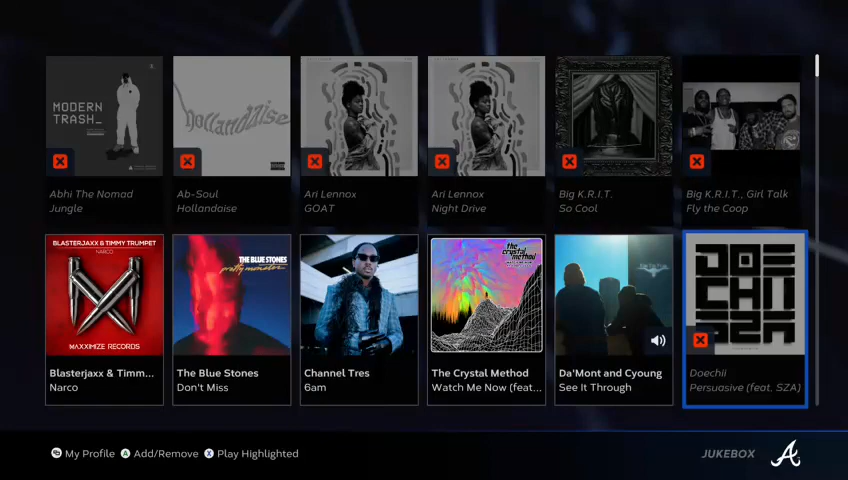 MODERN
TRASH_
hollandaise
Abhi The Nomad
Jungle
Ab-Soul
Hollandaise
Ari Lennox
GOAT
Ari Lennox
Night Drive
Big K.R.I.T.
So Cool
Big K.R.I.T., Girl Talk
Fly the Coop
BLASTERJAXX & TIMMY TRUMPET
NARCO
MAXXIMIZE RECORDS
THE BLUE STONES
pretty monster
the
crystal
method
DOE
CHII
SZA
Blasterjaxx & Timm...
Narco
The Blue Stones
Don't Miss
Channel Tres
6am
The Crystal Method
Watch Me Now (feat...
Da'Mont and Cyoung
See It Through
Doechii
Persuasive (feat. SZA)
My Profile
A Add/Remove
X Play Highlighted
JUKEBOX
A